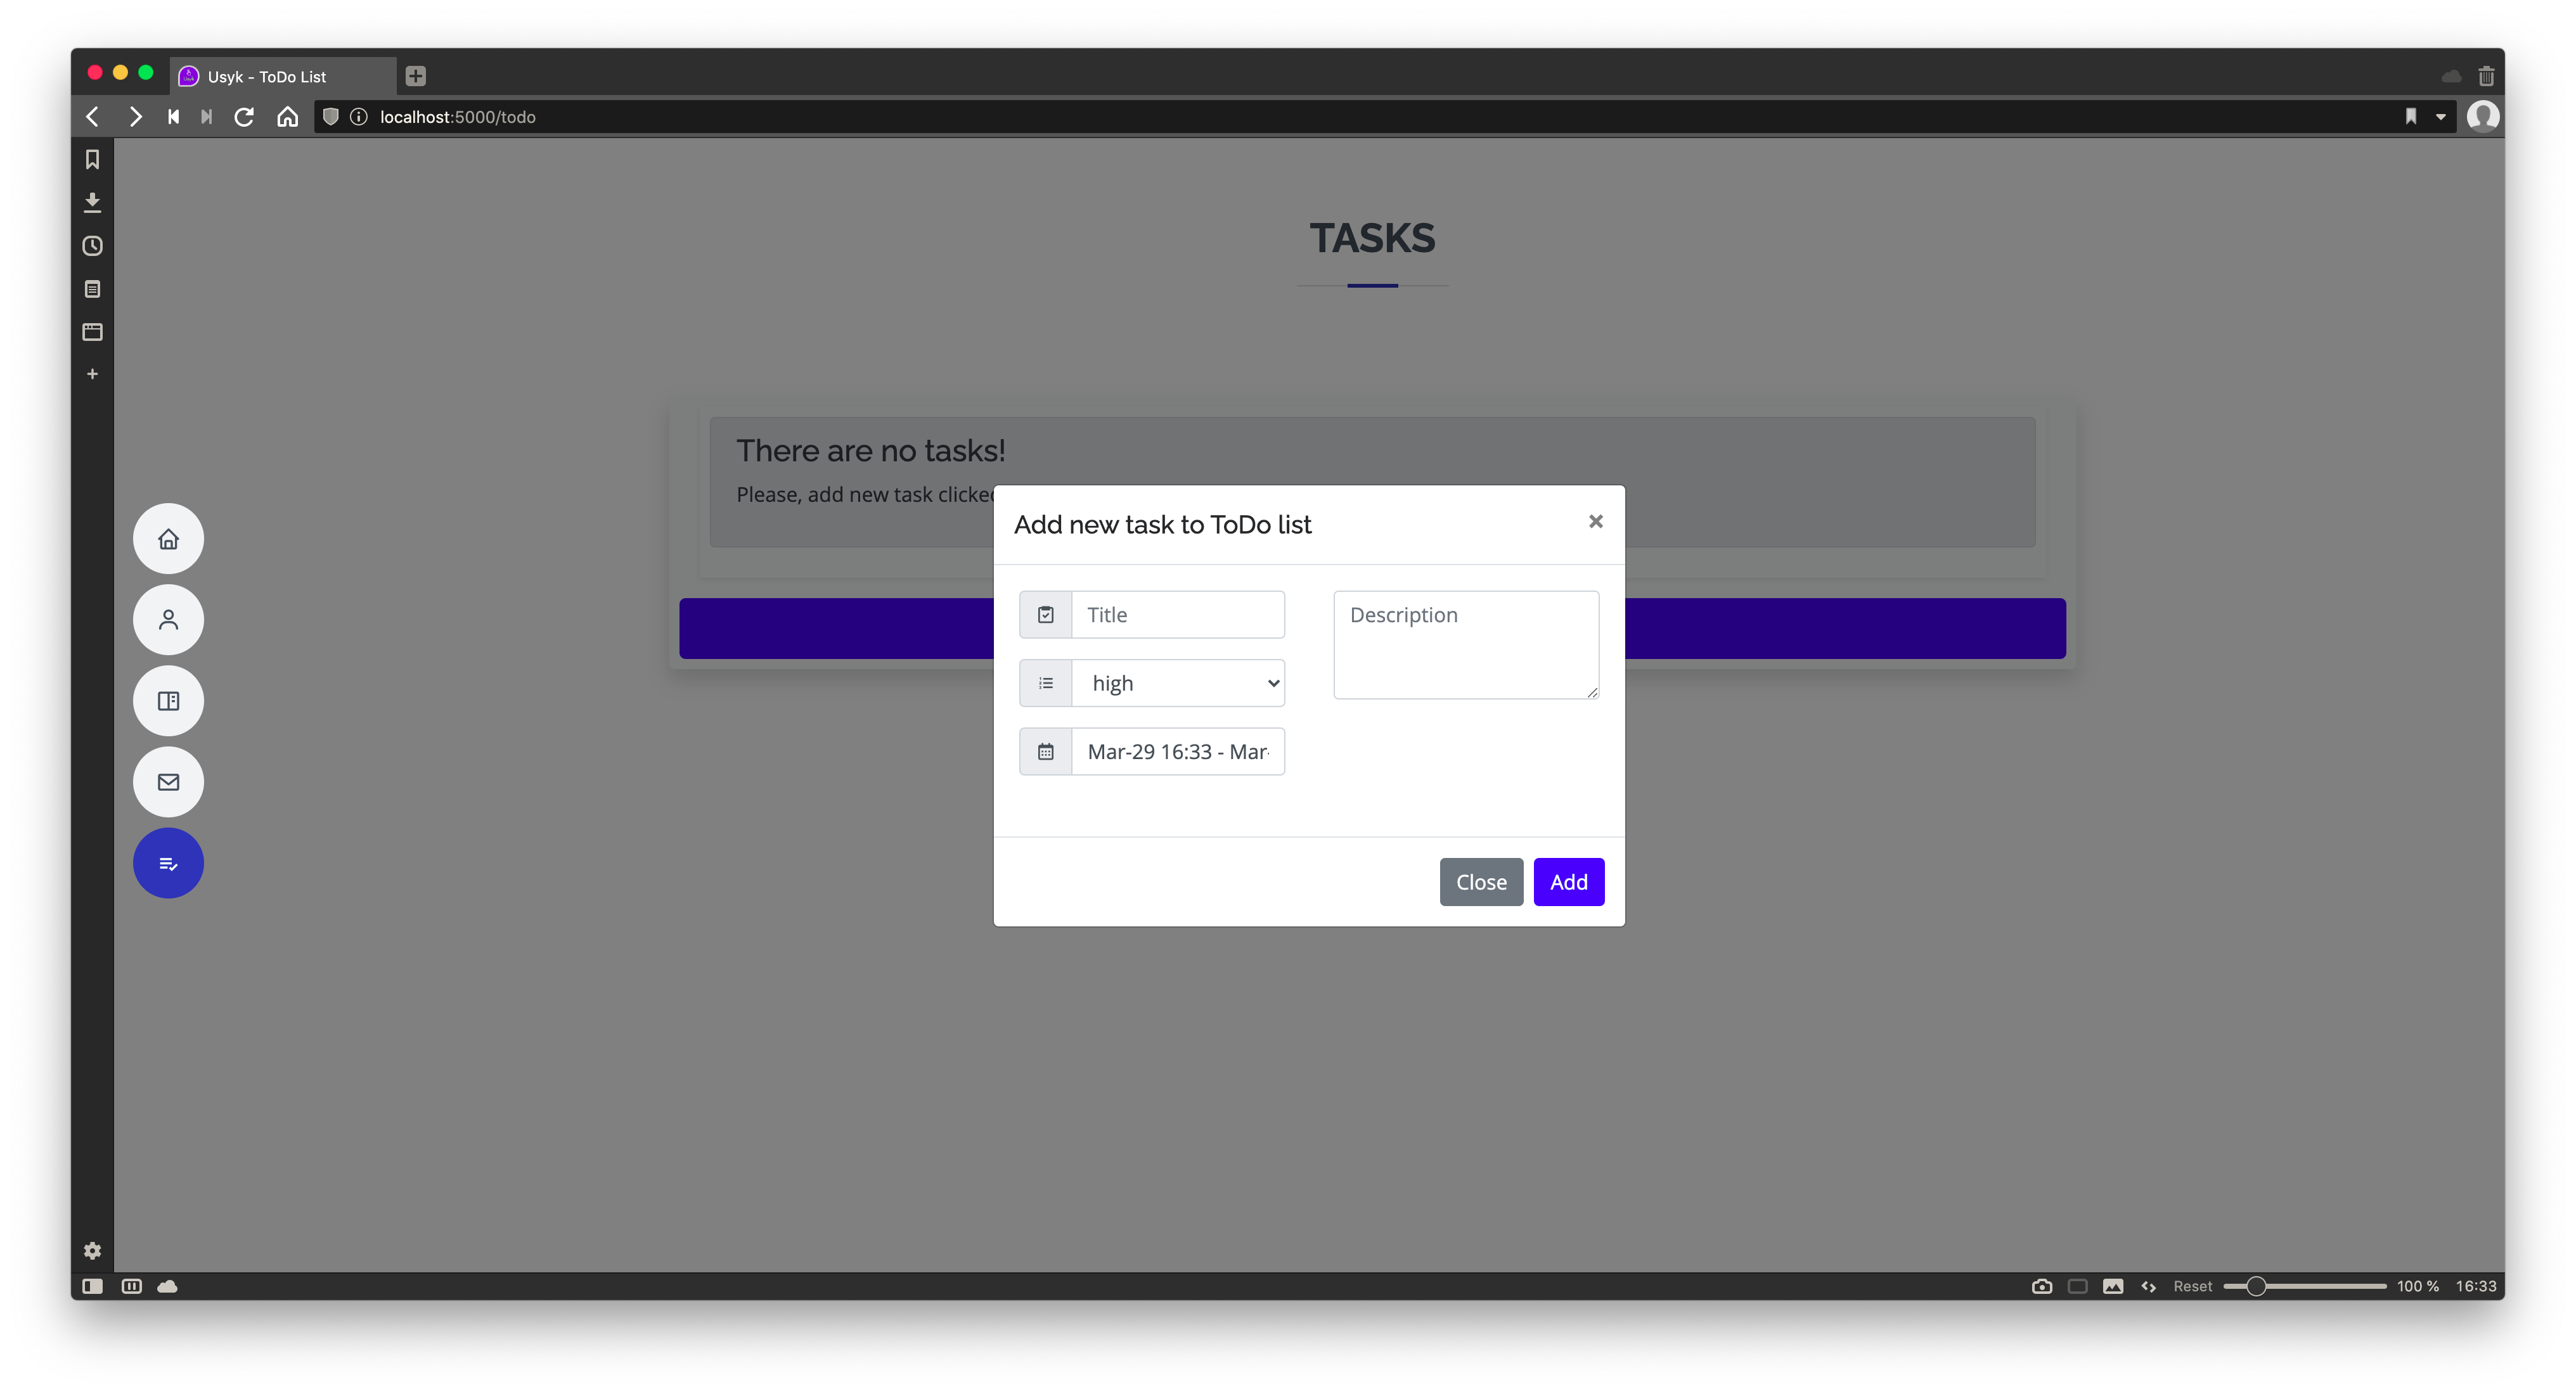 Usyk - ToDo List
localhost:5000/todo
TASKS
There are no tasks!
Please, add new task clicked
Add new task to ToDo list
×
Title
Description
high
Mar-29 16:33 - Mar-
Close
Add
Reset
100 %
16:33